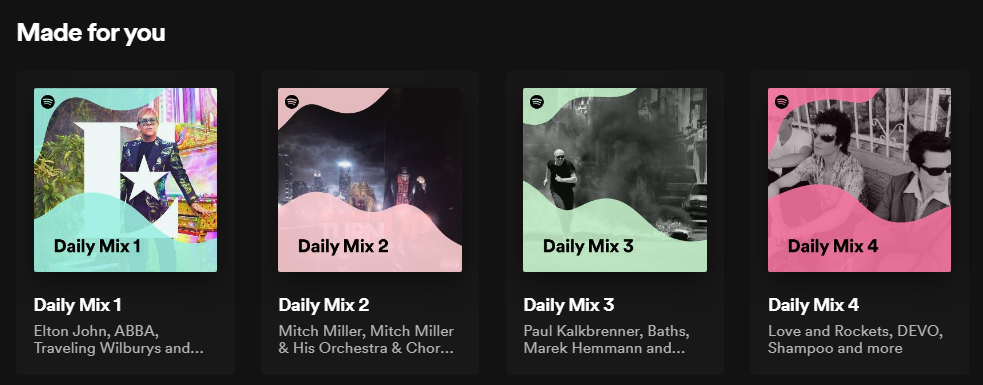 Made for you
Daily Mix 1
Daily Mix 2
Daily Mix 3
Daily Mix 4
Daily Mix 1
Elton John, ABBA,
Traveling Wilburys and...
Daily Mix 2
Mitch Miller, Mitch Miller
& His Orchestra & Chor...
Daily Mix 3
Paul Kalkbrenner, Baths,
Marek Hemmann and...
Daily Mix 4
Love and Rockets, DEVO,
Shampoo and more